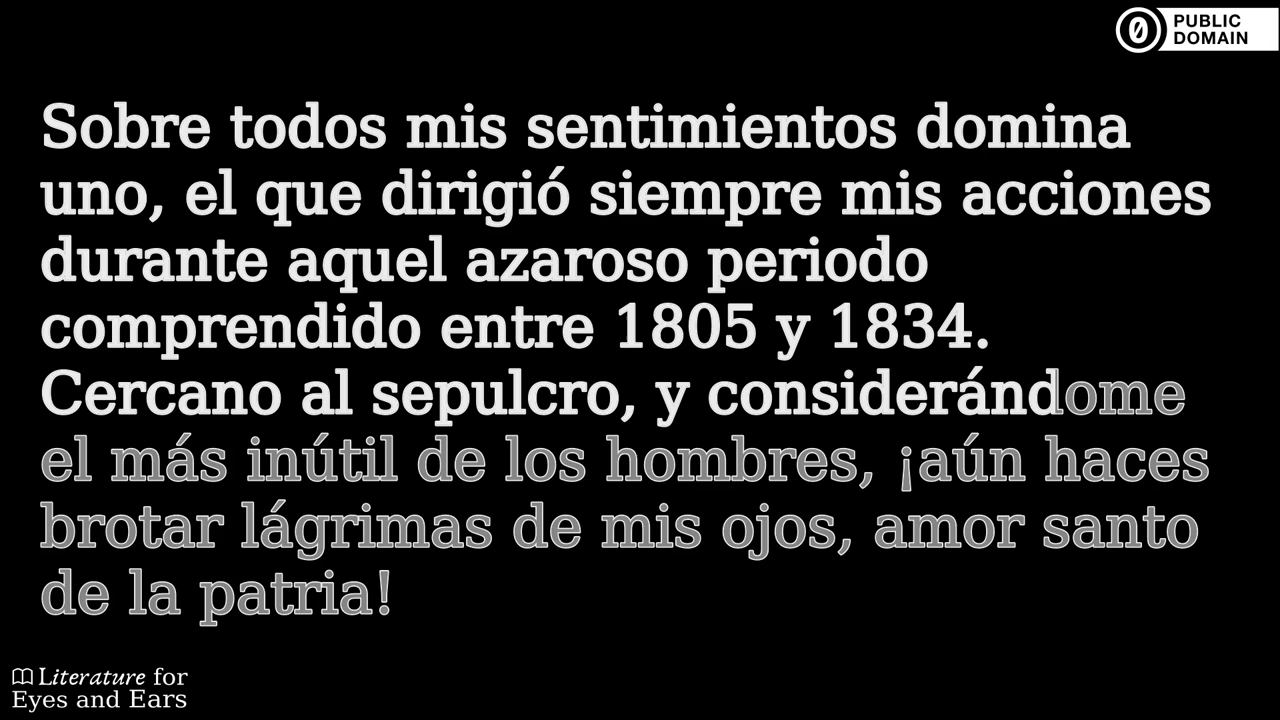 PUBLIC
DOMAIN
Sobre todos mis sentimientos domina
uno, el que dirigió siempre mis acciones
durante aquel azaroso periodo
comprendido entre 1805 y 1834.
Cercano al sepulcro, y considerándome
el más inútil de los hombres, ¡aún haces
brotar lágrimas de mis ojos, amor santo
de la patria!
Literature for
Eyes and Ears